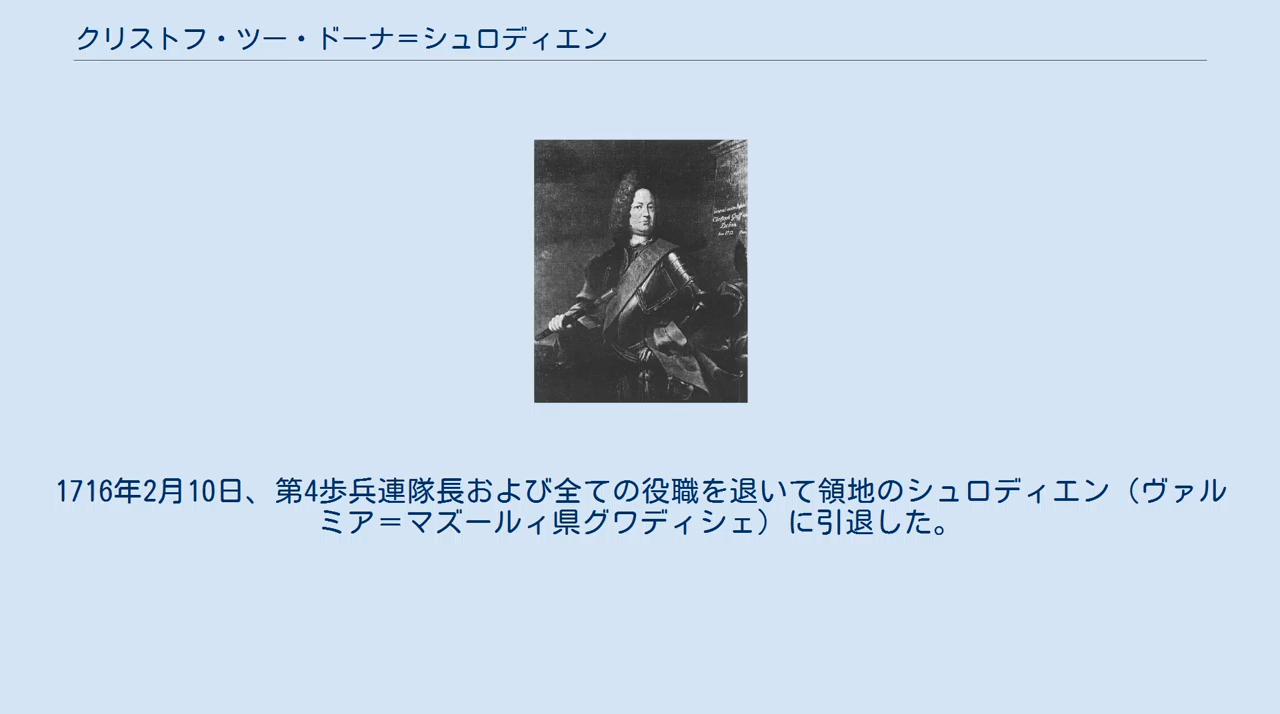 クリストフ・ツー・ドーナ＝シュロディエン
Christoph Graff
1716年2月10日、第4歩兵連隊長および全ての役職を退いて領地のシュロディエン（ヴァル
ミア＝マズールィ県グワディシェ）に引退した。